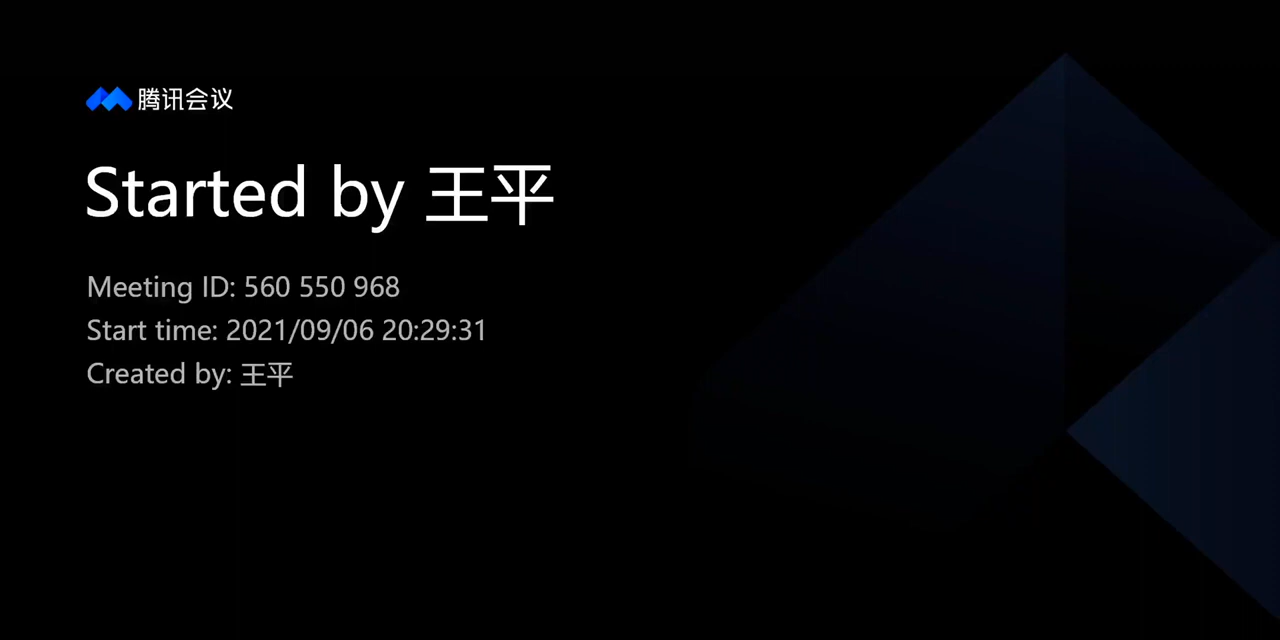 腾讯会议
Started by 王平
Meeting ID: 560 550 968
Start time: 2021/09/06 20:29:31
Created by: 王平